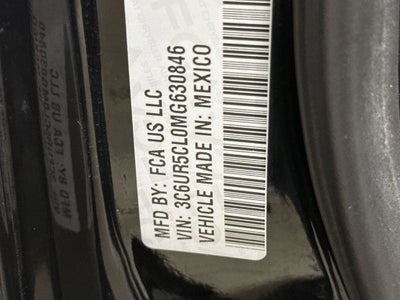 MFD BY: FCA US LLC
VIN: 3C6UR5CL0MG630846
VEHICLE MADE IN: MEXICO